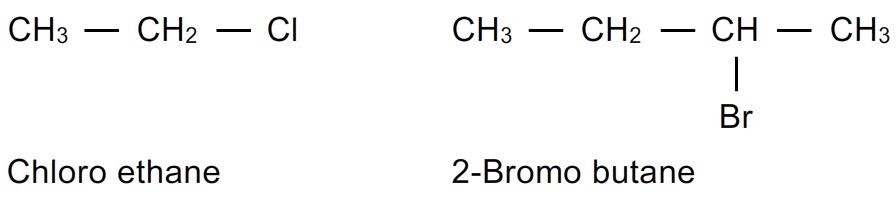 CH₃ — CH₂ — Cl
CH₃ — CH₂ — CH — CH₃
|
Br
Chloro ethane
2-Bromo butane